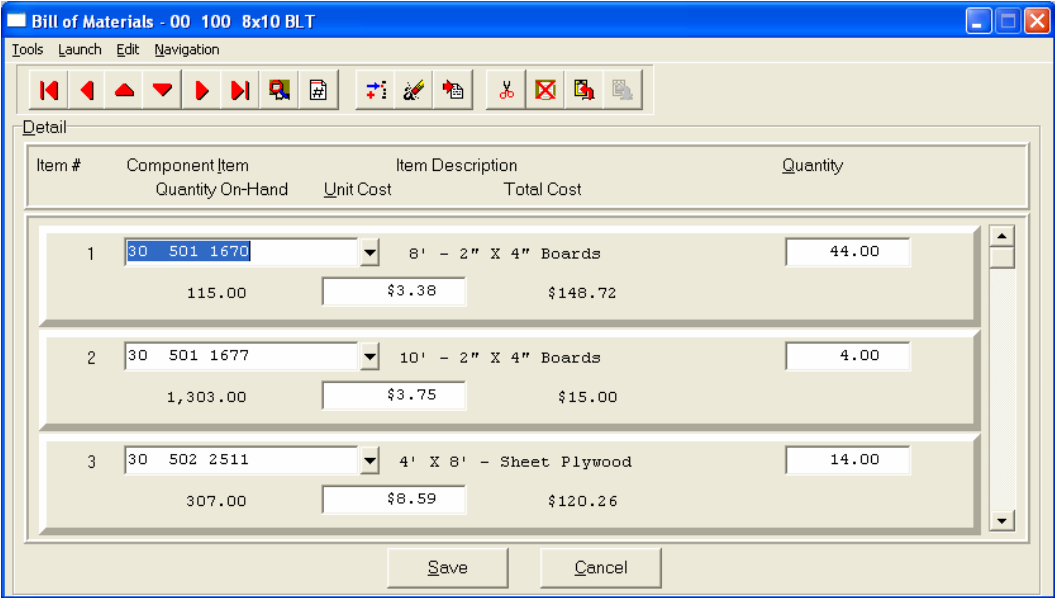 Bill of Materials - 00 100 8x10 BLT
Tools Launch Edit Navigation
#
Detail
Item # Component Item Item Description Quantity
Quantity On-Hand Unit Cost Total Cost
1 30 501 1670 8' - 2" X 4" Boards 44.00
115.00 $3.38 $148.72
2 30 501 1677 10' - 2" X 4" Boards 4.00
1,303.00 $3.75 $15.00
3 30 502 2511 4' X 8' - Sheet Plywood 14.00
307.00 $8.59 $120.26
Save Cancel